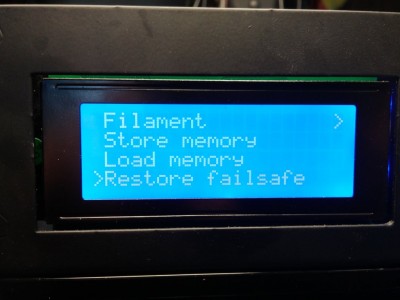 Filament >
Store memory
Load memory
>Restore failsafe